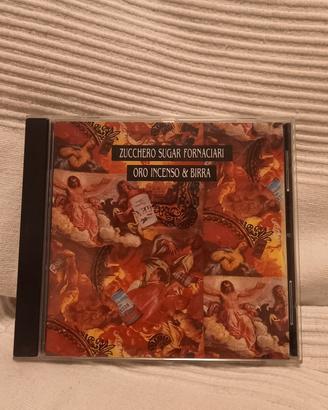 ZUCCHERO SUGAR FORNACIARI
ORO INCENSO & BIRRA